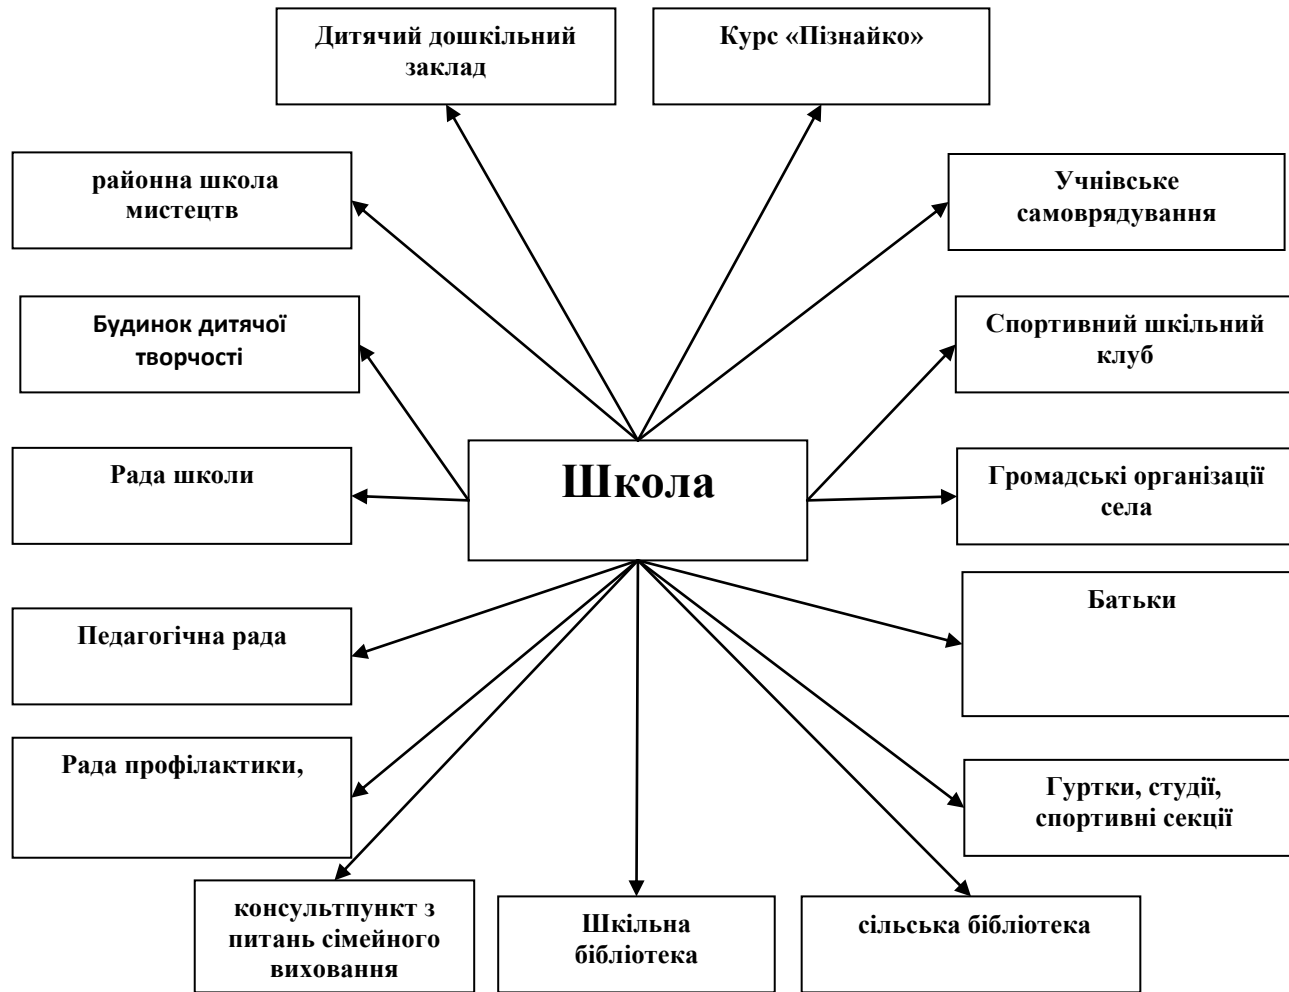 Дитячий дошкільний
заклад
Курс «Пізнайко»
районна школа
мистецтв
Учнівське
самоврядування
Будинок дитячої
творчості
Спортивний шкільний
клуб
Рада школи
Школа
Громадські організації
села
Педагогічна рада
Батьки
Рада профілактики,
Гуртки, студії,
спортивні секції
консультпункт з
питань сімейного
виховання
Шкільна
бібліотека
сільська бібліотека